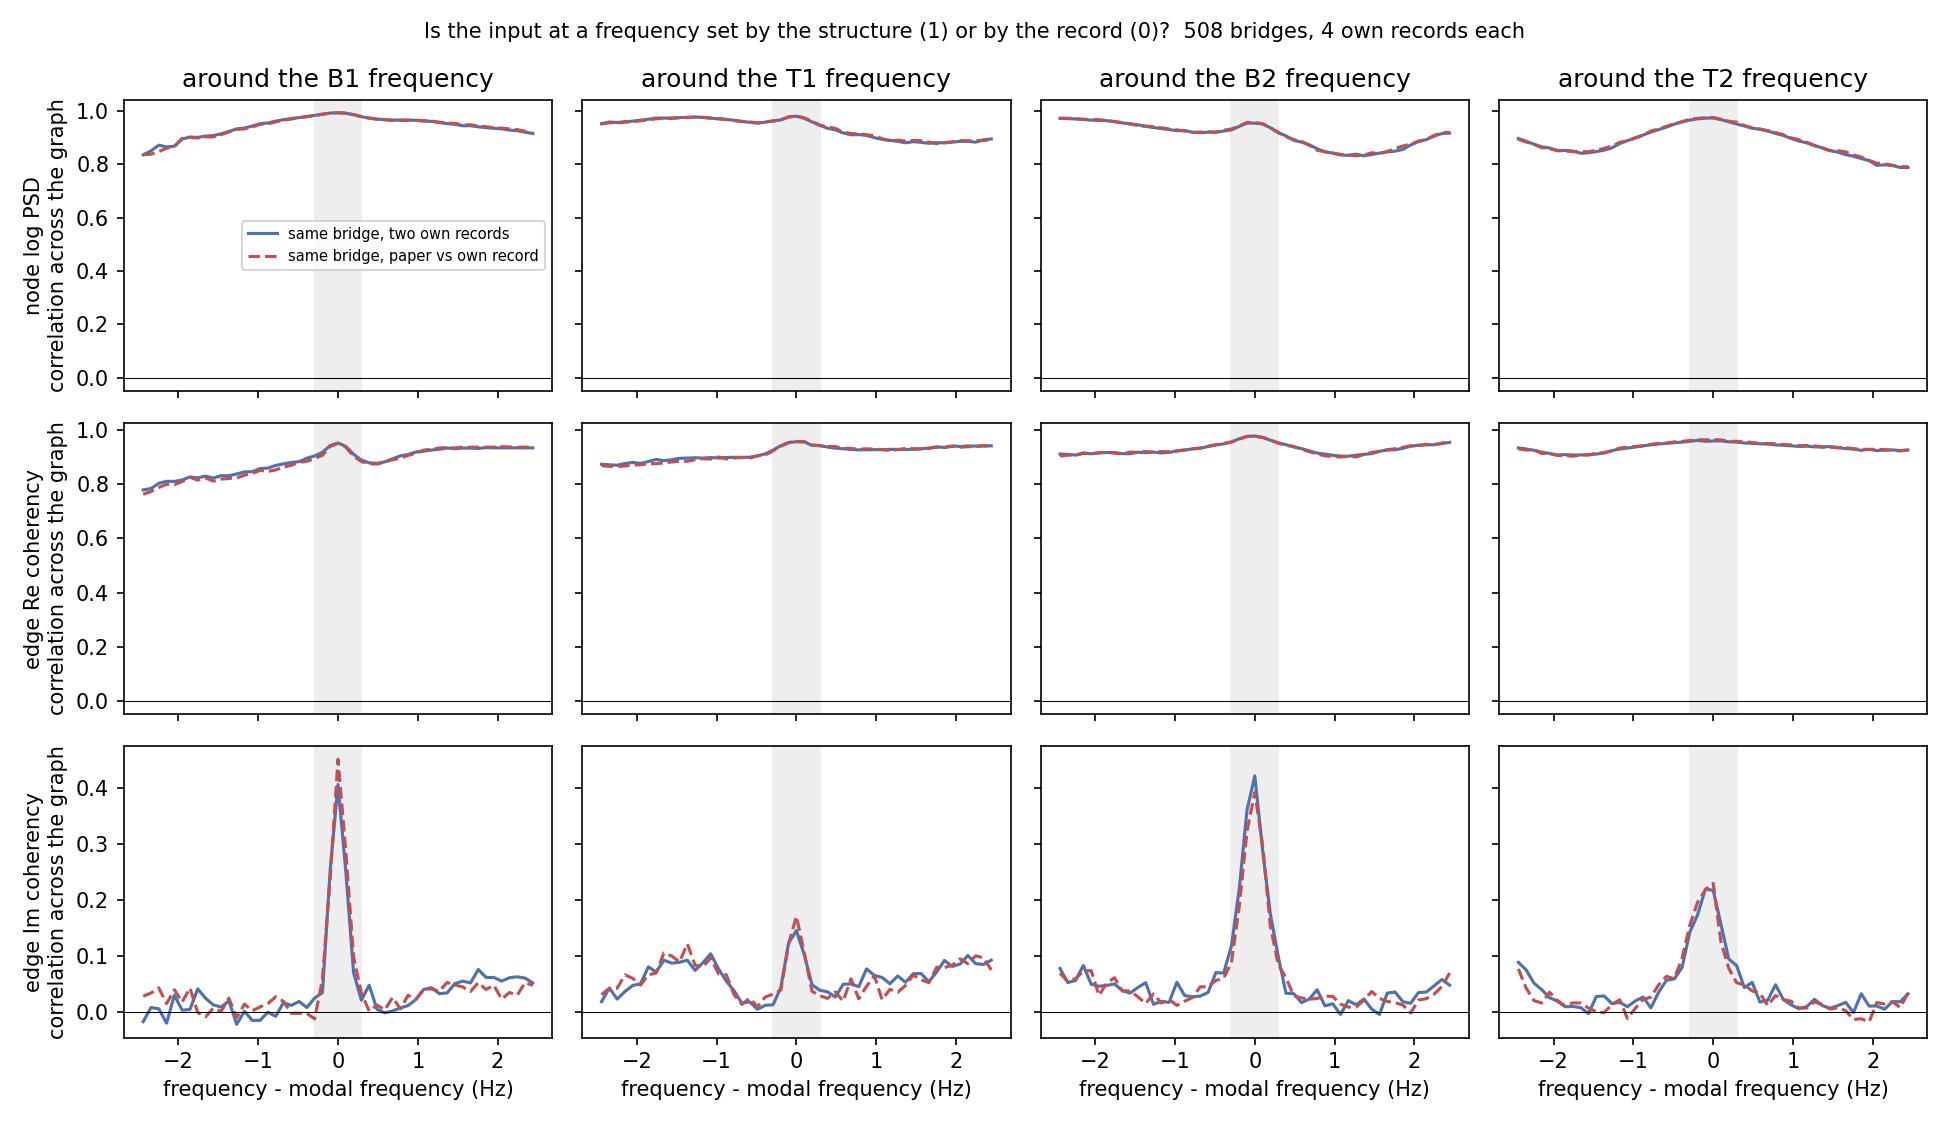 Is the input at a frequency set by the structure (1) or by the record (0)?  508 bridges, 4 own records each
around the B1 frequency
around the T1 frequency
around the B2 frequency
around the T2 frequency
node log PSD
correlation across the graph
1.0
0.8
0.6
0.4
0.2
0.0
same bridge, two own records
same bridge, paper vs own record
edge Re coherency
correlation across the graph
1.0
0.8
0.6
0.4
0.2
0.0
edge Im coherency
correlation across the graph
0.4
0.3
0.2
0.1
0.0
−2 −1 0 1 2
−2 −1 0 1 2
−2 −1 0 1 2
−2 −1 0 1 2
frequency - modal frequency (Hz)
frequency - modal frequency (Hz)
frequency - modal frequency (Hz)
frequency - modal frequency (Hz)